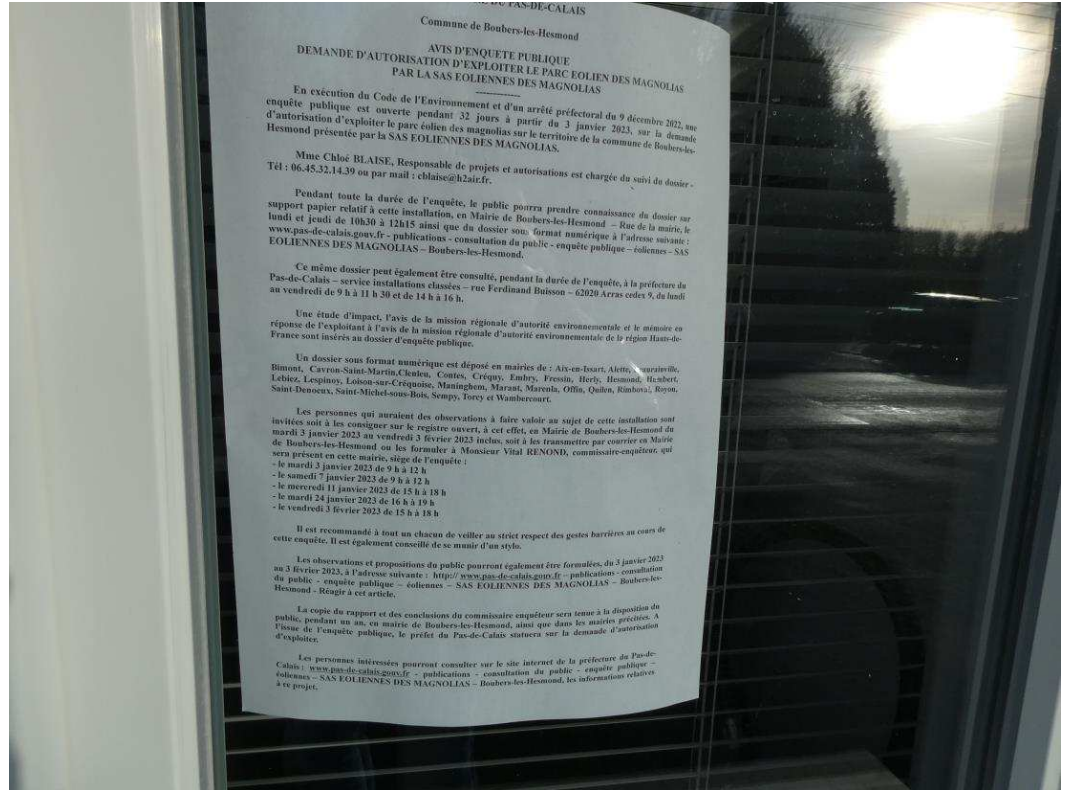 DU PAS-DE-CALAIS
Commune de Boubers-les-Hesmond
AVIS D'ENQUETE PUBLIQUE
DEMANDE D'AUTORISATION D'EXPLOITER LE PARC EOLIEN DES MAGNOLIAS
PAR LA SAS EOLIENNES DES MAGNOLIAS
En exécution du Code de l'Environnement et d'un arrêté préfectoral du 9 décembre 2022, une
enquête publique est ouverte pendant 32 jours à partir du 3 janvier 2023, sur la demande
d'autorisation d'exploiter le parc éolien des magnolias sur le territoire de la commune de Boubers-les-
Hesmond présentée par la SAS EOLIENNES DES MAGNOLIAS.
Mme Chloé BLAISE, Responsable de projets et autorisations est chargée du suivi du dossier -
Tél : 06.45.32.14.39 ou par mail : cblaise@h2air.fr.
Pendant toute la durée de l'enquête, le public pourra prendre connaissance du dossier sur
support papier relatif à cette installation, en Mairie de Boubers-les-Hesmond – Rue de la mairie, le
lundi et jeudi de 10h30 à 12h15 ainsi que du dossier sous format numérique à l'adresse suivante :
www.pas-de-calais.gouv.fr - publications - consultation du public - enquête publique – éoliennes - SAS
EOLIENNES DES MAGNOLIAS – Boubers-les-Hesmond.
Ce même dossier peut également être consulté, pendant la durée de l'enquête, à la préfecture du
Pas-de-Calais – service installations classées – rue Ferdinand Buisson – 62020 Arras cedex 9, du lundi
au vendredi de 9 h à 11 h 30 et de 14 h à 16 h.
Une étude d'impact, l'avis de la mission régionale d'autorité environnementale et le mémoire en
réponse de l'exploitant à l'avis de la mission régionale d'autorité environnementale de la région Hauts-de-
France sont insérés au dossier d'enquête publique.
Un dossier sous format numérique est déposé en mairies de : Aix-en-Issart, Alette,
Bimont, Cavron-Saint-Martin,Clenleu, Contes, Créquy, Embry, Fressin, Herly, Hesmond, Humbert,
Lebiez, Lespinoy, Loison-sur-Créquoise, Maninghem, Marant, Marenla, Offin, Quilen, Rimboval, Royon,
Saint-Denoeux, Saint-Michel-sous-Bois, Sempy, Torcy et Wambercourt.
Les personnes qui auraient des observations à faire valoir au sujet de cette installation sont
invitées soit à les consigner sur le registre ouvert, à cet effet, en Mairie de Boubers-les-Hesmond du
mardi 3 janvier 2023 au vendredi 3 février 2023 inclus, soit à les transmettre par courrier en Mairie
de Boubers-les-Hesmond ou les formuler à Monsieur Vital RENOND, commissaire-enquêteur, qui
sera présent en cette mairie, siège de l'enquête :
- le mardi 3 janvier 2023 de 9 h à 12 h
- le samedi 7 janvier 2023 de 9 h à 12 h
- le mercredi 11 janvier 2023 de 15 h à 18 h
- le mardi 24 janvier 2023 de 16 h à 19 h
- le vendredi 3 février 2023 de 15 h à 18 h
Il est recommandé à tout un chacun de veiller au strict respect des gestes barrières au cours de
cette enquête. Il est également conseillé de se munir d'un stylo.
Les observations et propositions du public pourront également être formulées, du 3 janvier 2023
au 3 février 2023, à l'adresse suivante : http:// www.pas-de-calais.gouv.fr – publications - consultation
du public - enquête publique – éoliennes – SAS EOLIENNES DES MAGNOLIAS – Boubers-les-
Hesmond - Réagir à cet article.
La copie du rapport et des conclusions du commissaire enquêteur sera tenue à la disposition du
public, pendant un an, en mairie de Boubers-les-Hesmond, ainsi que dans les mairies précitées. A
l'issue de l'enquête publique, le préfet du Pas-de-Calais statuera sur la demande d'autorisation
d'exploiter.
Les personnes intéressées pourront consulter sur le site internet de la préfecture du Pas-de-
Calais : www.pas-de-calais.gouv.fr - publications - consultation du public - enquête publique –
éoliennes – SAS EOLIENNES DES MAGNOLIAS – Boubers-les-Hesmond, les informations relatives
à ce projet.